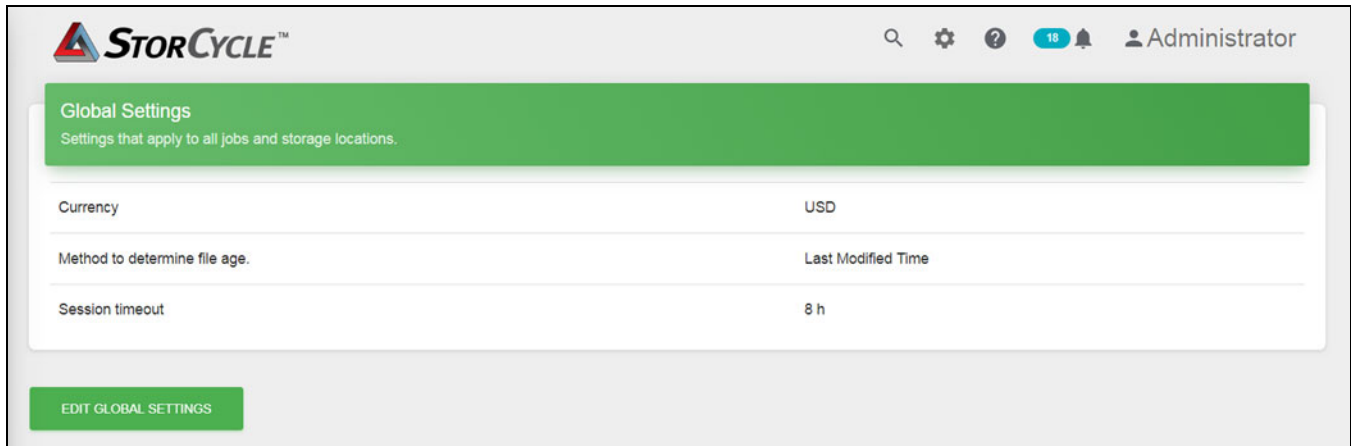 STORCYCLE™
18
Administrator
Global Settings
Settings that apply to all jobs and storage locations.
Currency USD
Method to determine file age. Last Modified Time
Session timeout 8 h
EDIT GLOBAL SETTINGS